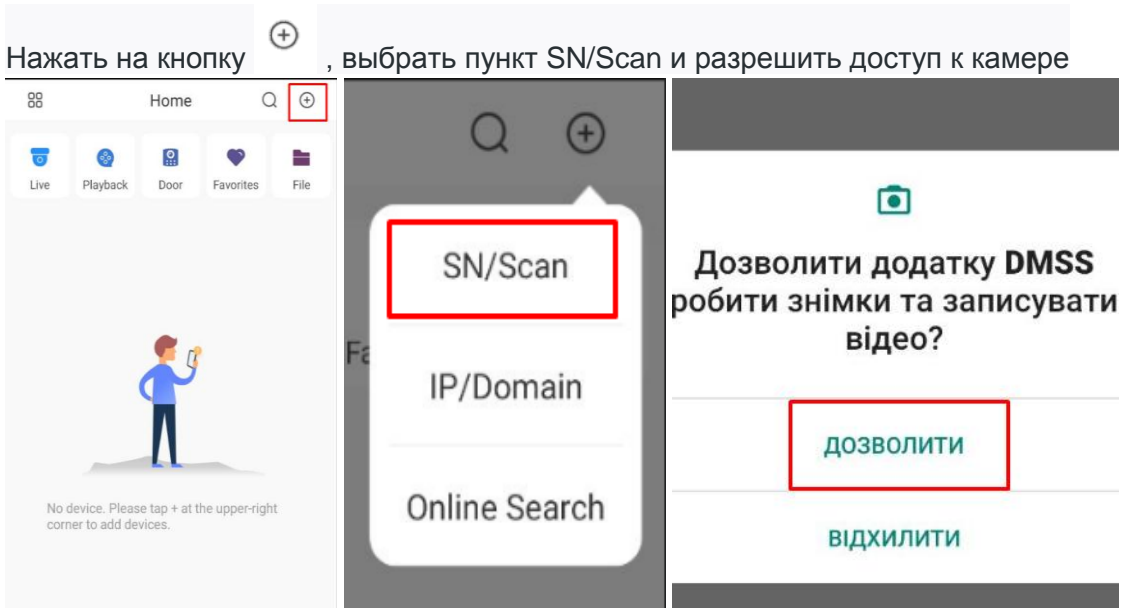 Нажать на кнопку , выбрать пункт SN/Scan и разрешить доступ к камере
Home
Live Playback Door Favorites File
No device. Please tap + at the upper-right
corner to add devices.
SN/Scan
Fa
IP/Domain
Online Search
Дозволити додатку DMSS
робити знімки та записувати
відео?
ДОЗВОЛИТИ
ВІДХИЛИТИ